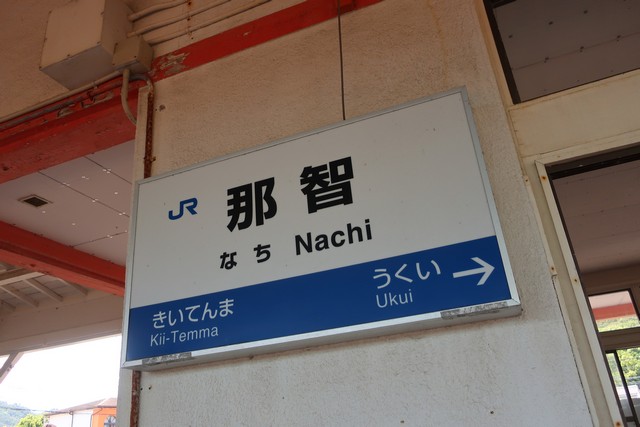 JR 那智
なち Nachi
うくい →
Ukui
きいてんま
Kii-Temma